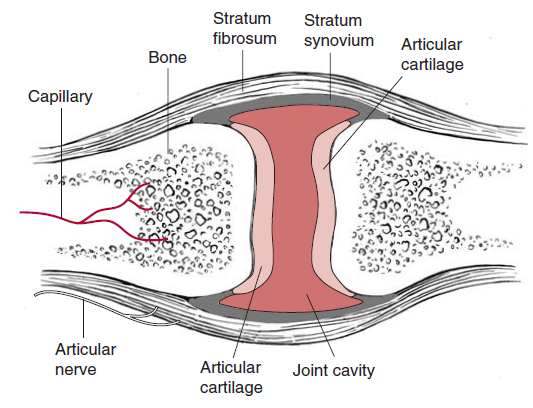 Stratum
fibrosum
Stratum
synovium
Articular
cartilage
Bone
Capillary
Articular
nerve
Articular
cartilage
Joint cavity